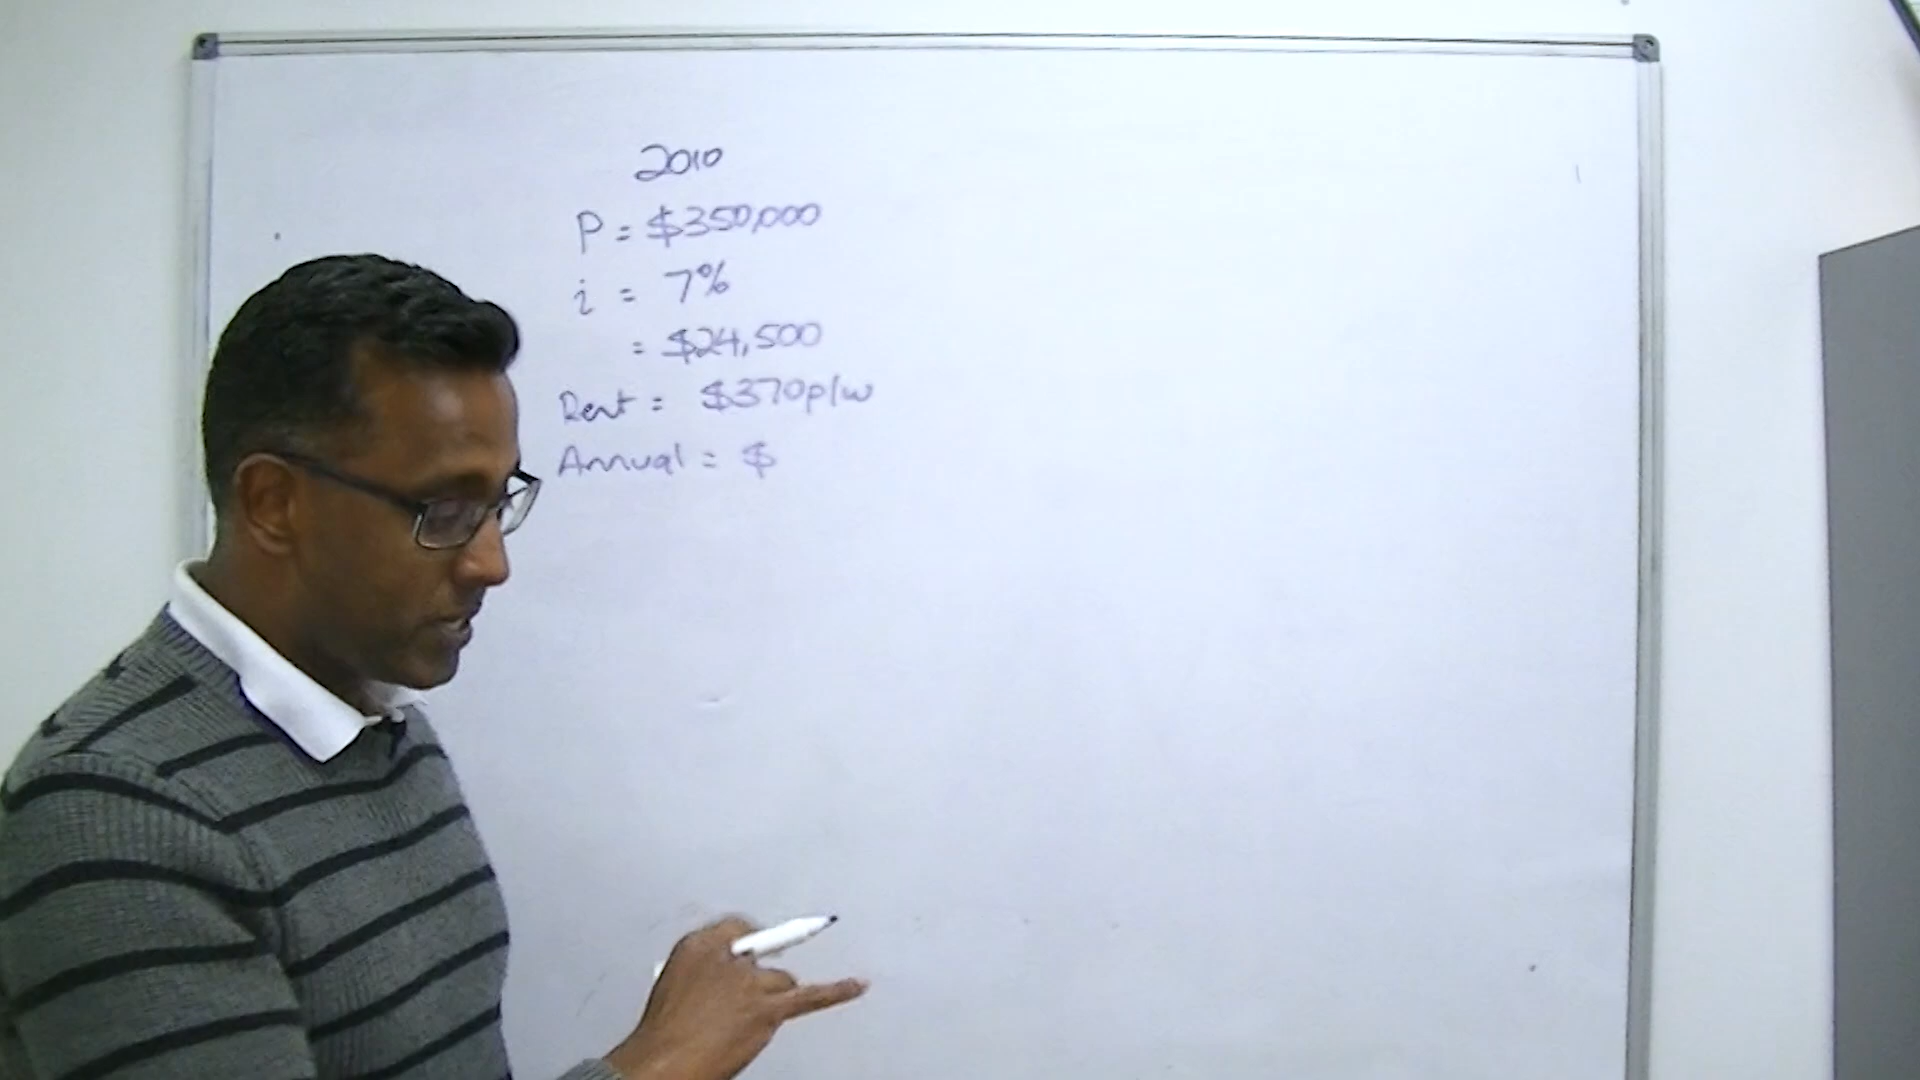 2010
P = $350,000
i = 7%
= $24,500
Rent = $370p/w
Annual = $